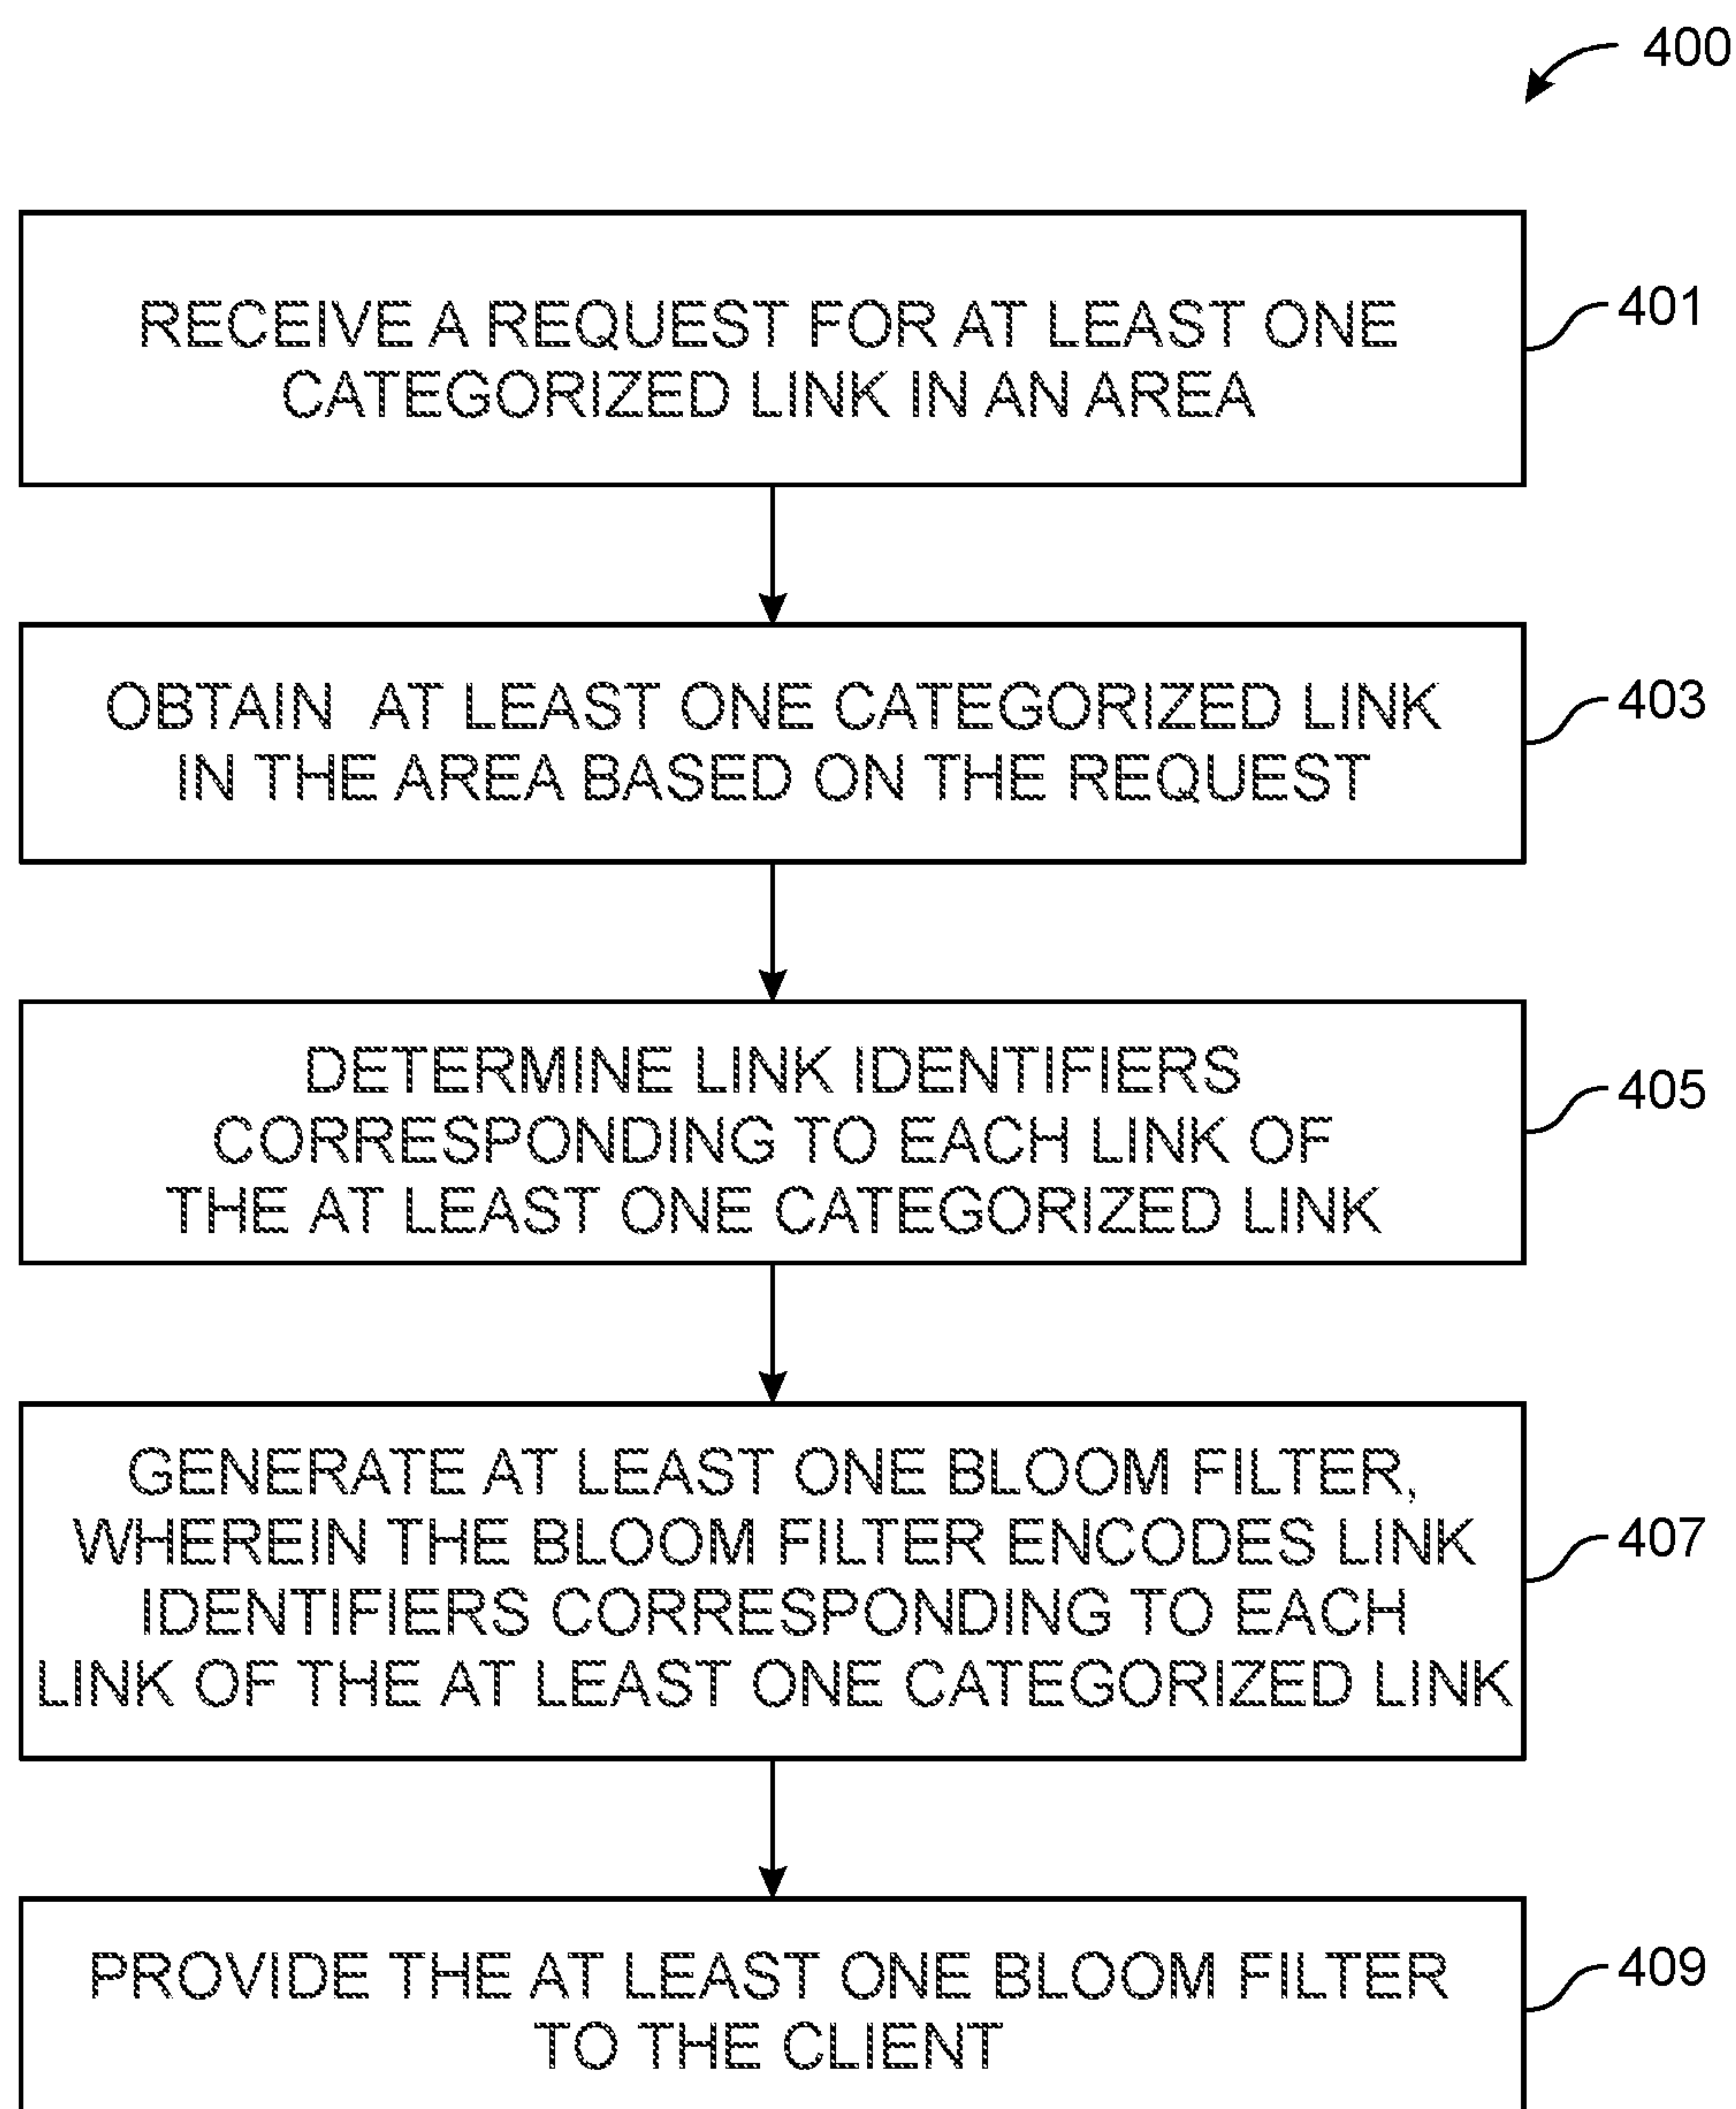 400
RECEIVE A REQUEST FOR AT LEAST ONE
CATEGORIZED LINK IN AN AREA
401
OBTAIN AT LEAST ONE CATEGORIZED LINK
IN THE AREA BASED ON THE REQUEST
403
DETERMINE LINK IDENTIFIERS
CORRESPONDING TO EACH LINK OF
THE AT LEAST ONE CATEGORIZED LINK
405
GENERATE AT LEAST ONE BLOOM FILTER,
WHEREIN THE BLOOM FILTER ENCODES LINK
IDENTIFIERS CORRESPONDING TO EACH
LINK OF THE AT LEAST ONE CATEGORIZED LINK
407
PROVIDE THE AT LEAST ONE BLOOM FILTER
TO THE CLIENT
409